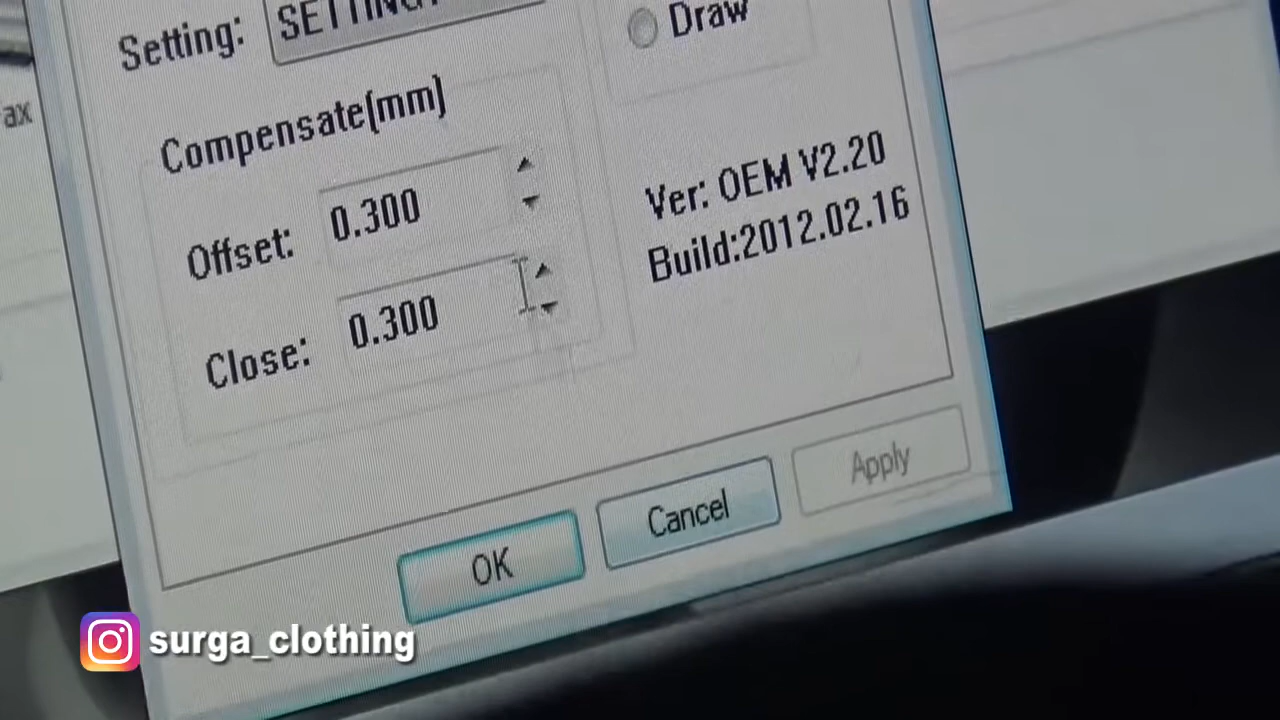 Draw
Setting:
ax
Compensate(mm)
Offset: 0.300
Close: 0.300
Ver: OEM V2.20
Build:2012.02.16
OK
Cancel
Apply
surga_clothing